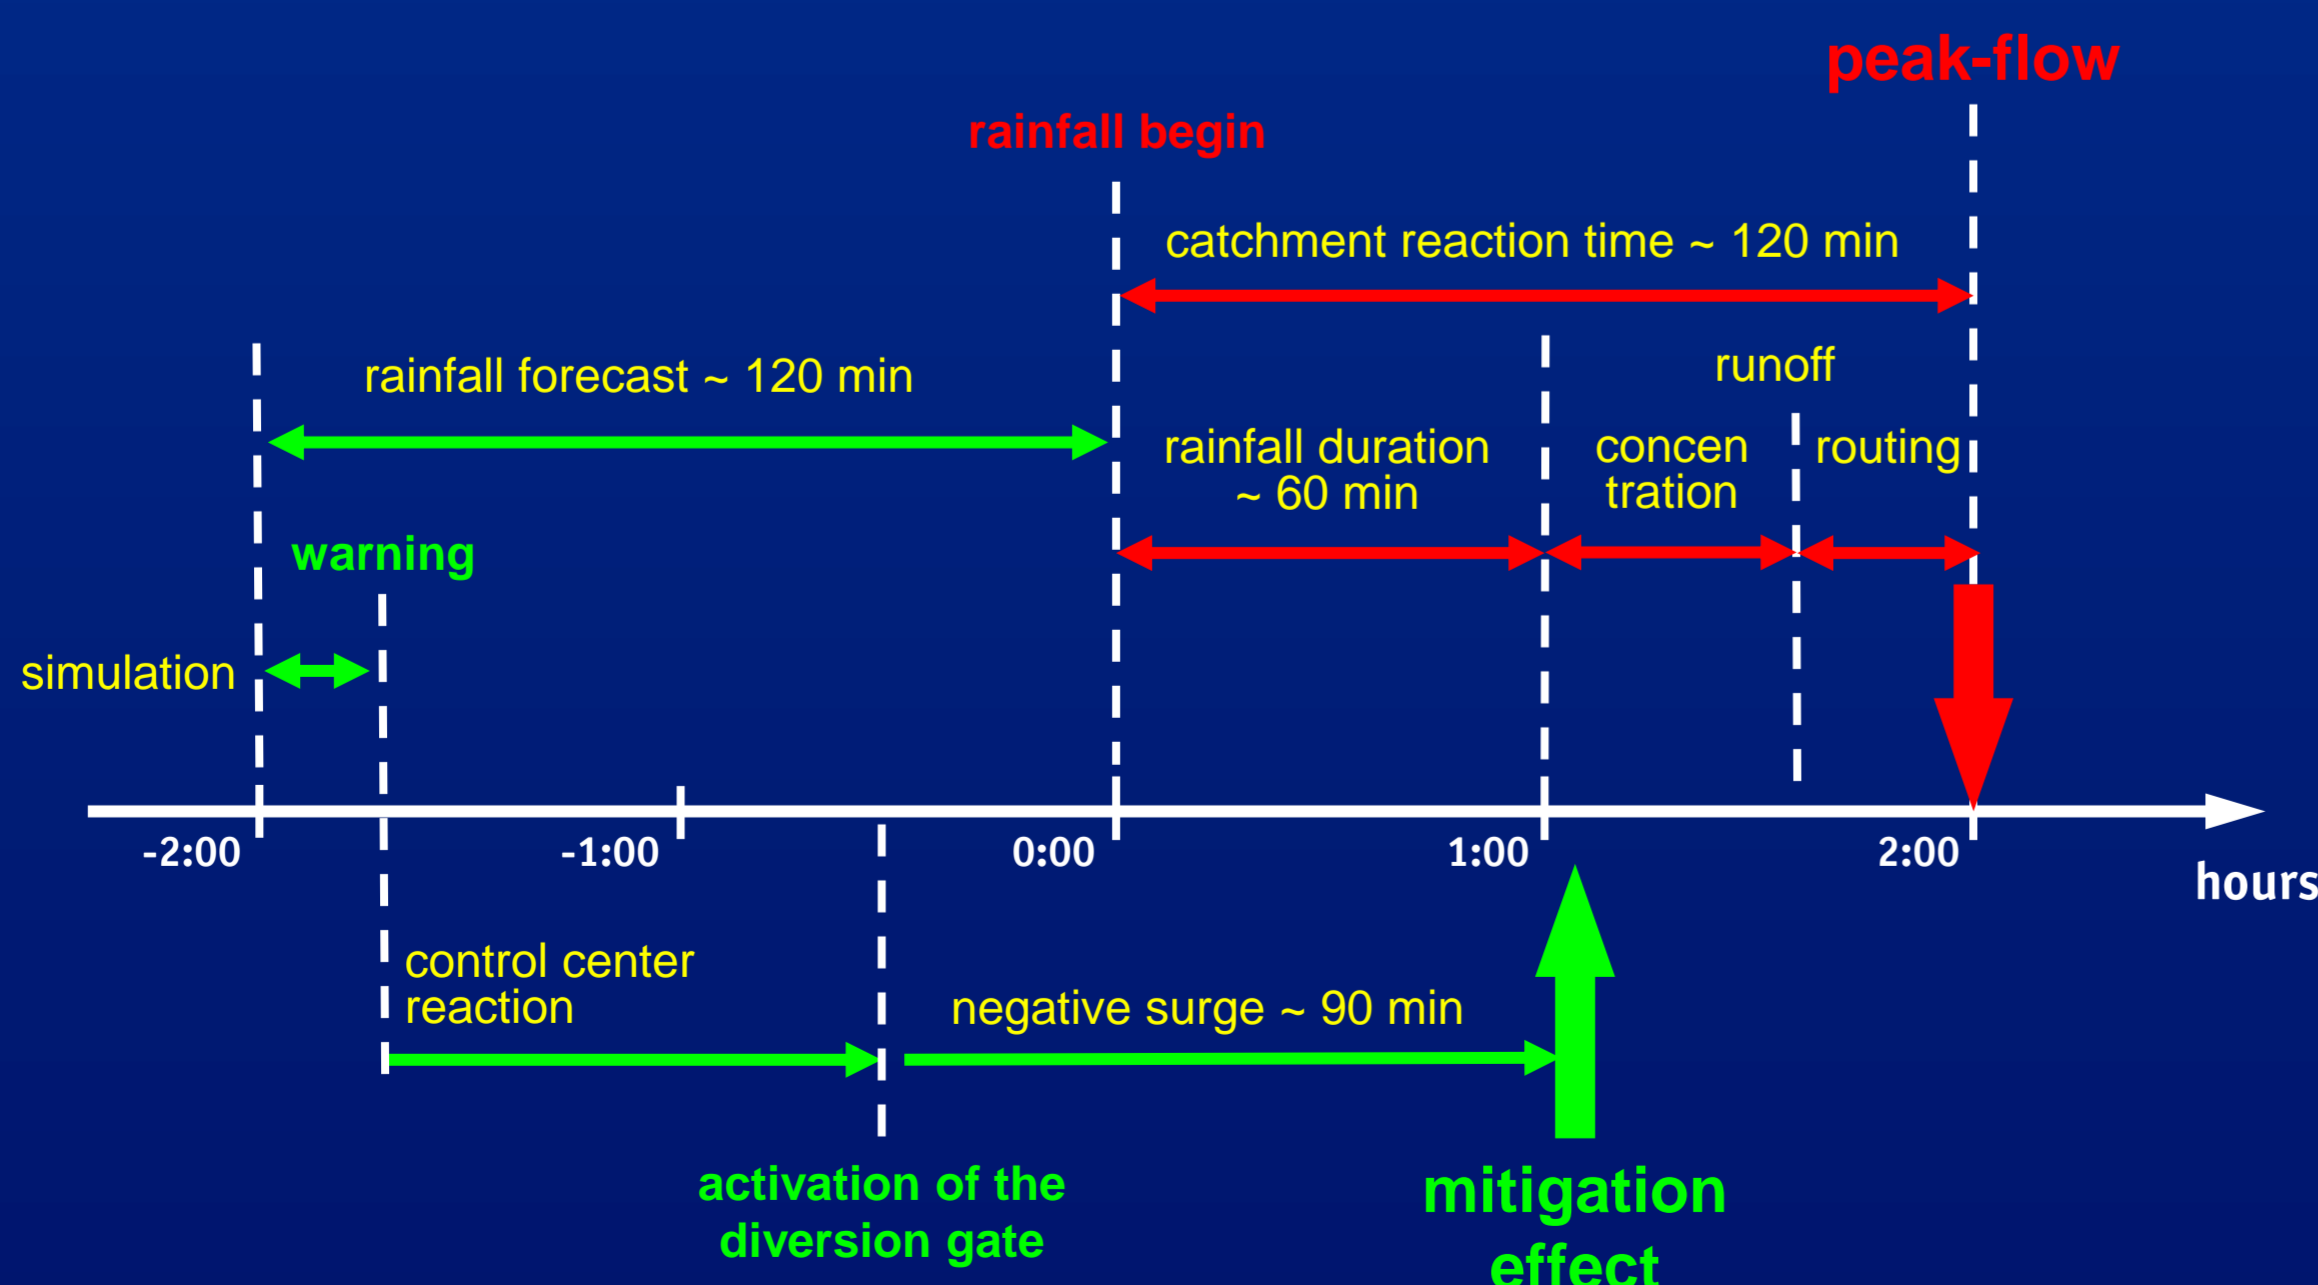 peak-flow
rainfall begin
catchment reaction time ~ 120 min
rainfall forecast ~ 120 min
runoff
rainfall duration
~ 60 min
concen
tration
routing
warning
simulation
-2:00
-1:00
0:00
1:00
2:00
hours
control center
reaction
negative surge ~ 90 min
activation of the
diversion gate
mitigation
effect